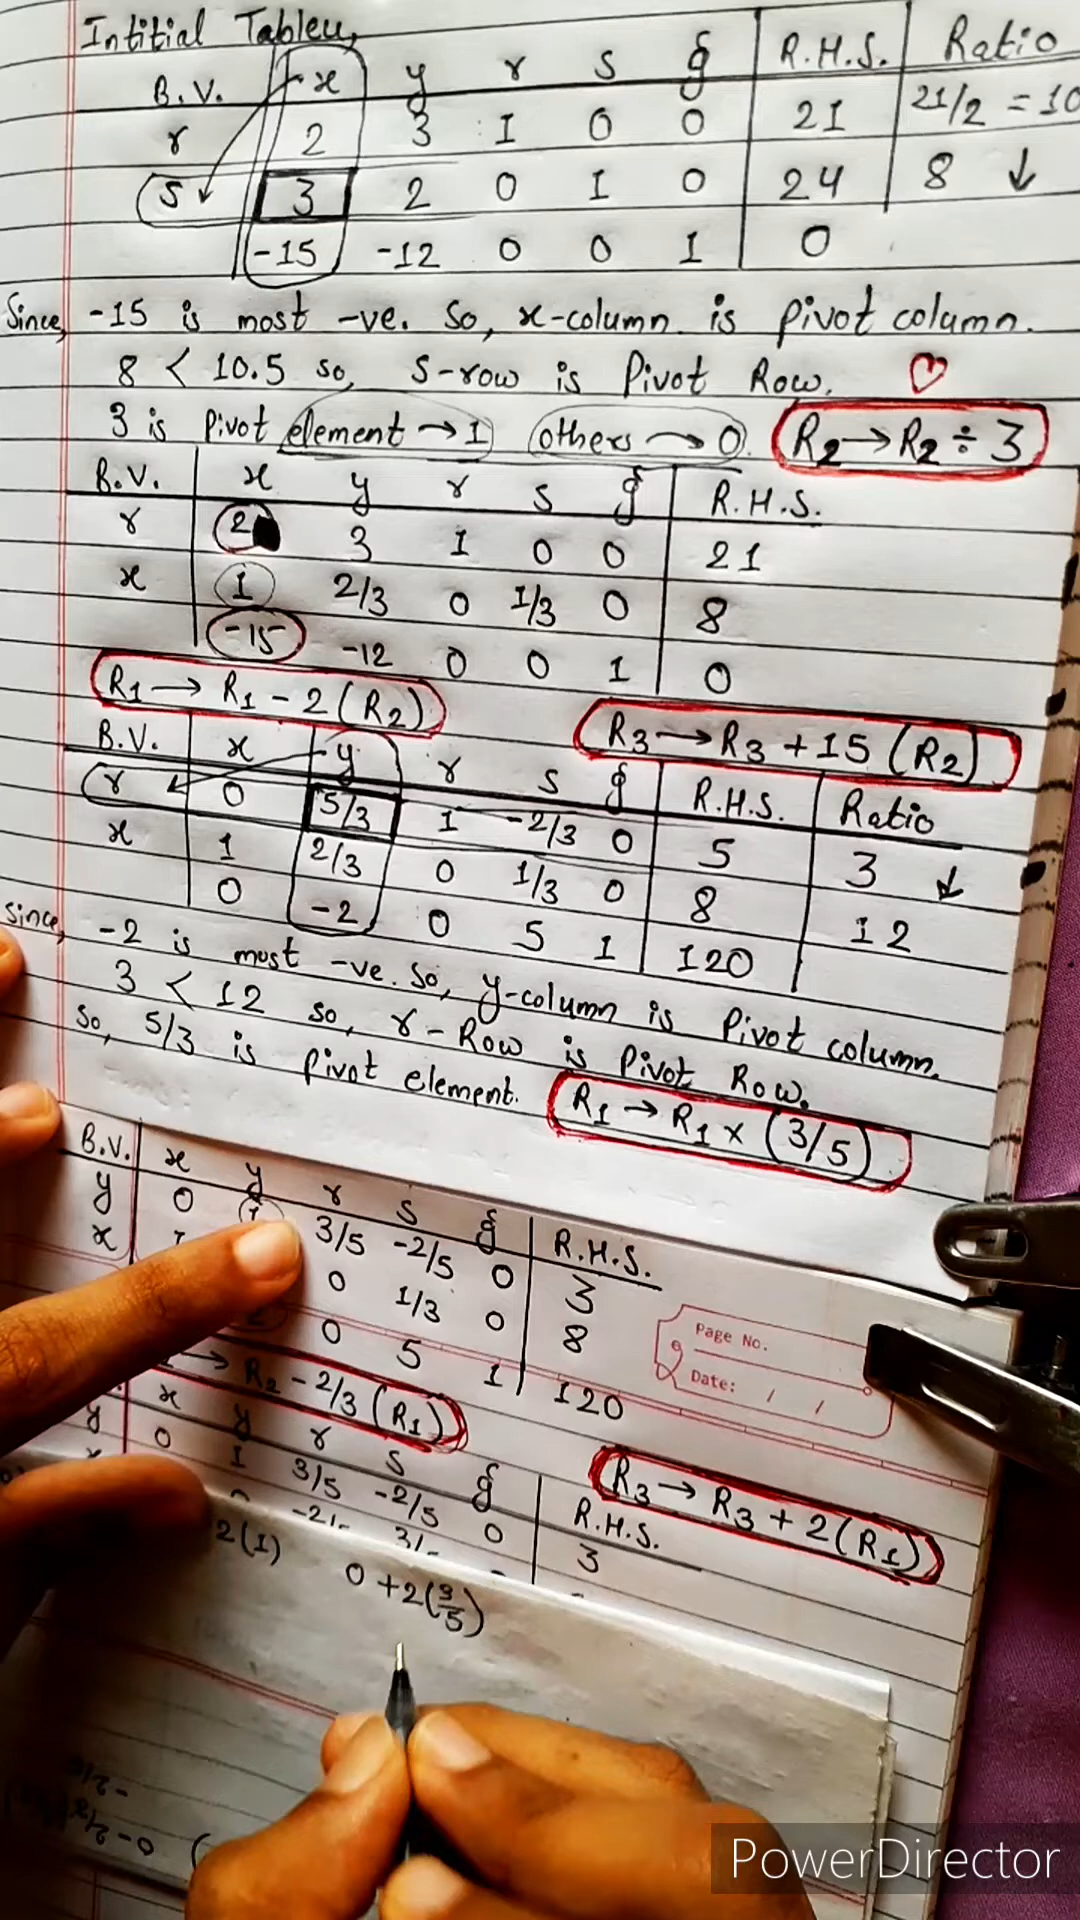 Intitial Tableu,
B.V. x y r s f R.H.S. Ratio
r 2 3 1 0 0 21 21/2 = 10
s 3 2 0 1 0 24 8 ↓
-15 -12 0 0 1 0
Since, -15 is most -ve. So, x-column is pivot column.
8 < 10.5 so, s-row is Pivot Row. ♡
3 is pivot element → 1 others → 0 R2 → R2 ÷ 3
B.V. x y r s f R.H.S.
r 2 3 1 0 0 21
x 1 2/3 0 1/3 0 8
-15 -12 0 0 1 0
R1 → R1 - 2(R2) R3 → R3 + 15(R2)
B.V. x y r s f R.H.S. Ratio
r 0 5/3 1 -2/3 0 5 3 ↓
x 1 2/3 0 1/3 0 8 12
0 -2 0 5 1 120
Since, -2 is most -ve. So, y-column is Pivot column.
3 < 12 so, r-Row is Pivot Row.
So, 5/3 is pivot element. R1 → R1 × (3/5)
B.V. x y r s f R.H.S.
y 0 1 3/5 -2/5 0 3
x 0 1/3 0 8
0 5 1 120
Page No.
Date: / /
→ R2 - 2/3 (R1) R3 → R3 + 2(R1)
x y r s f R.H.S.
y 0 1 3/5 -2/5 0 3
2(1) 0 + 2(3/5)
PowerDirector